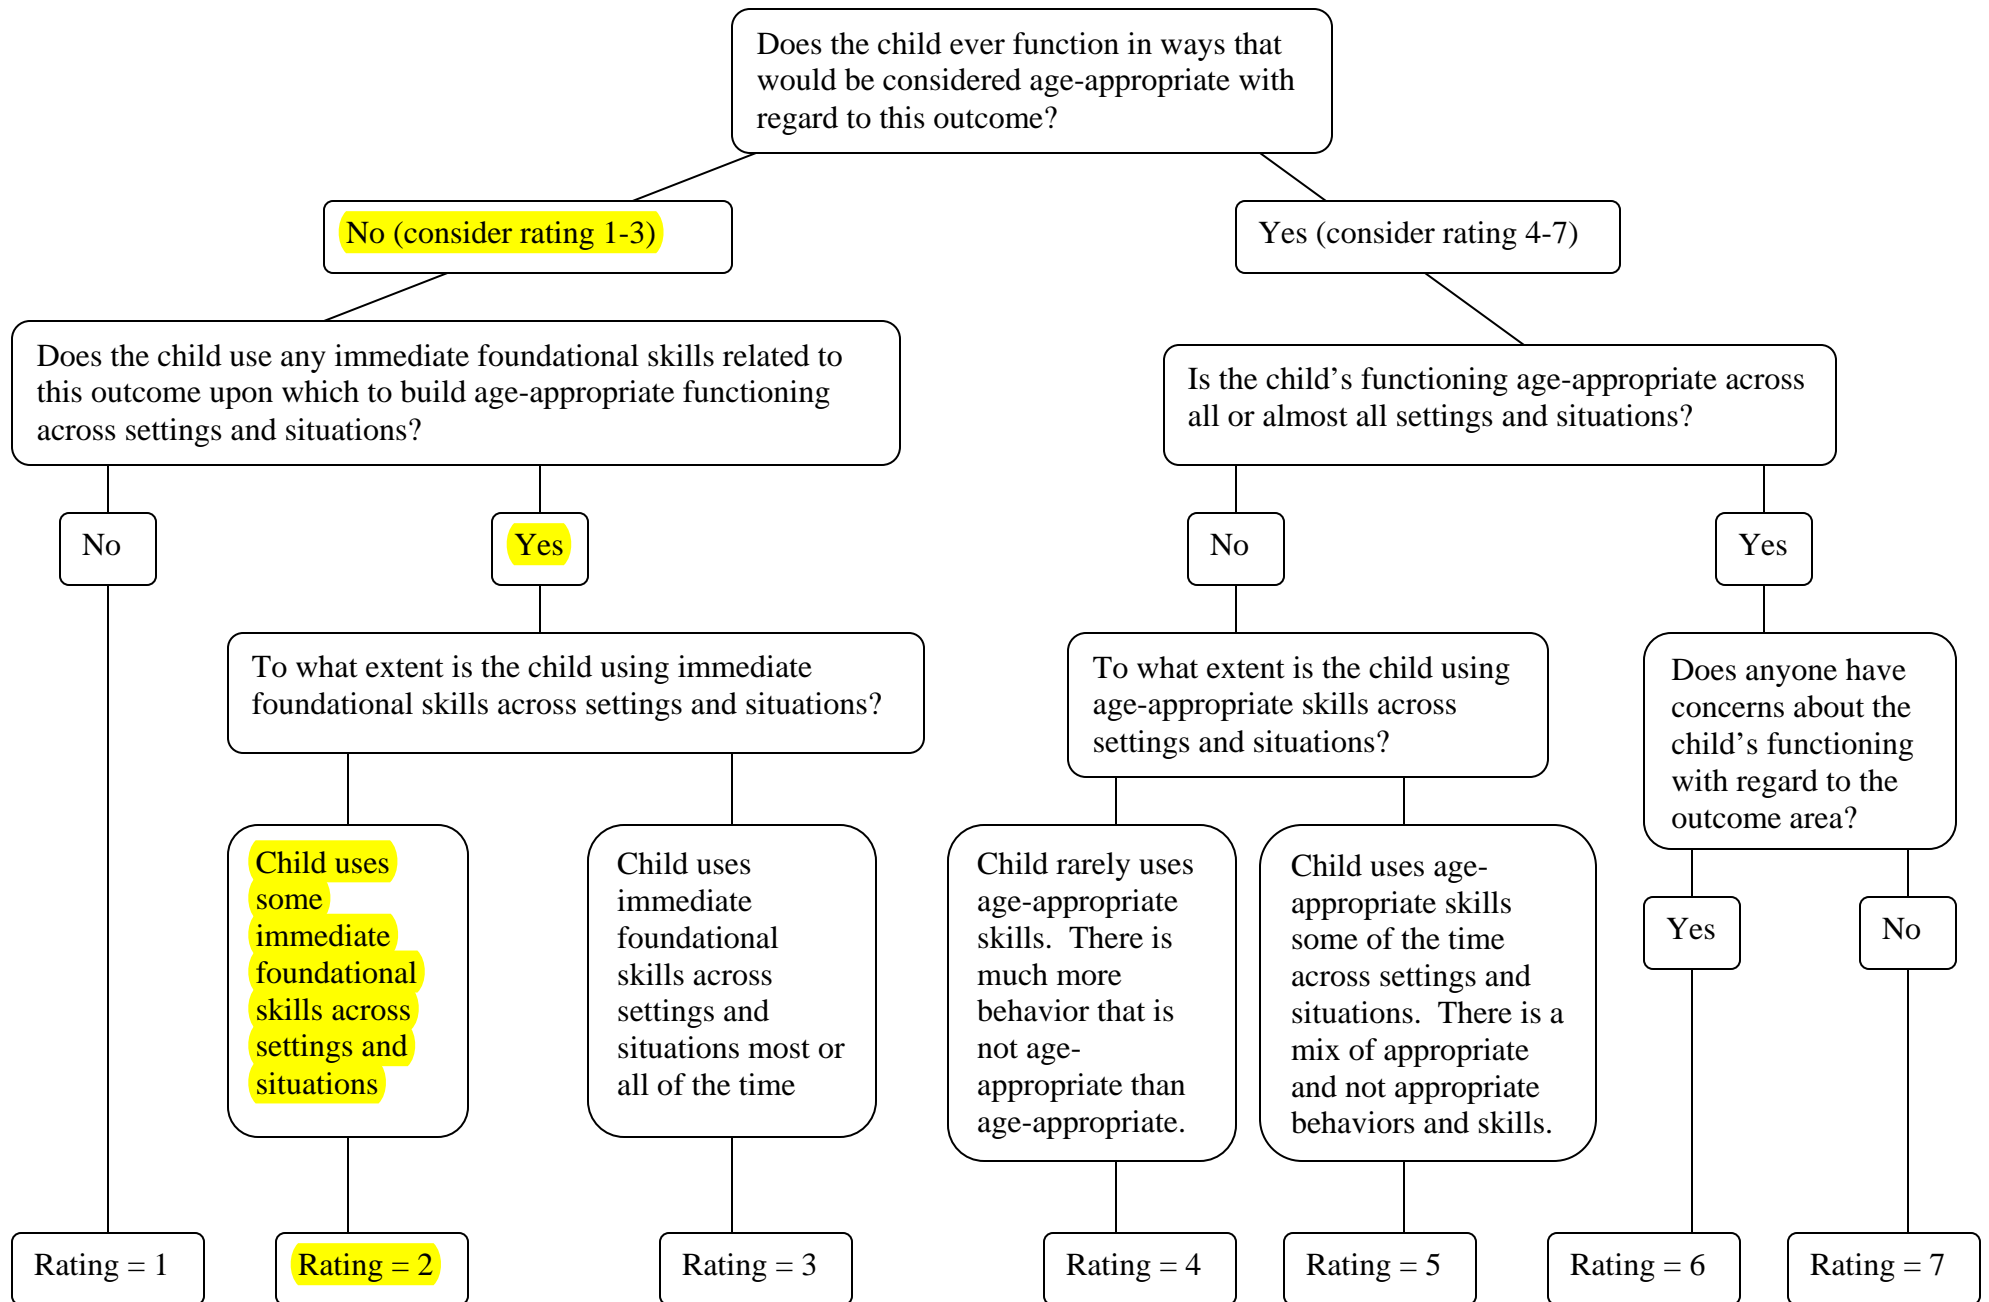 Does the child ever function in ways that
would be considered age-appropriate with
regard to this outcome?
No (consider rating 1-3)
Yes (consider rating 4-7)
Does the child use any immediate foundational skills related to
this outcome upon which to build age-appropriate functioning
across settings and situations?
Is the child’s functioning age-appropriate across
all or almost all settings and situations?
No
Yes
No
Yes
To what extent is the child using immediate
foundational skills across settings and situations?
To what extent is the child using
age-appropriate skills across
settings and situations?
Does anyone have
concerns about the
child’s functioning
with regard to the
outcome area?
Child uses
some
immediate
foundational
skills across
settings and
situations
Child uses
immediate
foundational
skills across
settings and
situations most or
all of the time
Child rarely uses
age-appropriate
skills.  There is
much more
behavior that is
not age-
appropriate than
age-appropriate.
Child uses age-
appropriate skills
some of the time
across settings and
situations.  There is a
mix of appropriate
and not appropriate
behaviors and skills.
Yes
No
Rating = 1
Rating = 2
Rating = 3
Rating = 4
Rating = 5
Rating = 6
Rating = 7